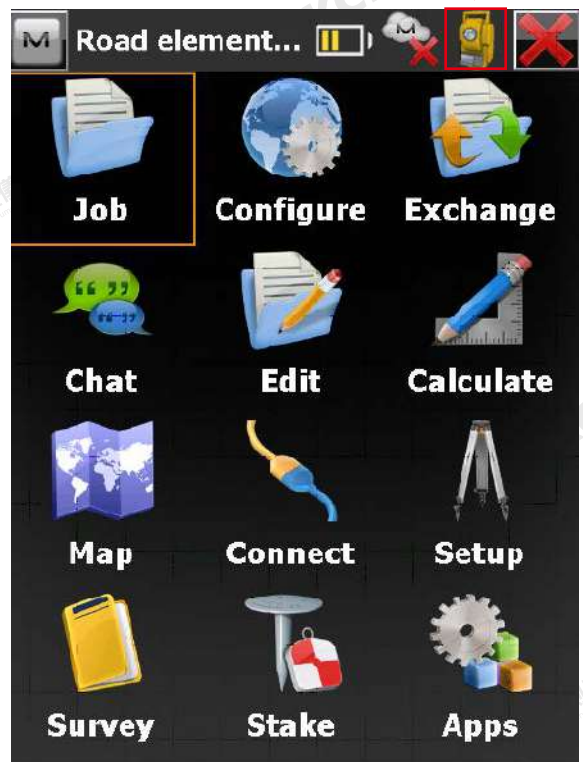 M Road element... M
Job Configure Exchange
Chat Edit Calculate
Map Connect Setup
Survey Stake Apps